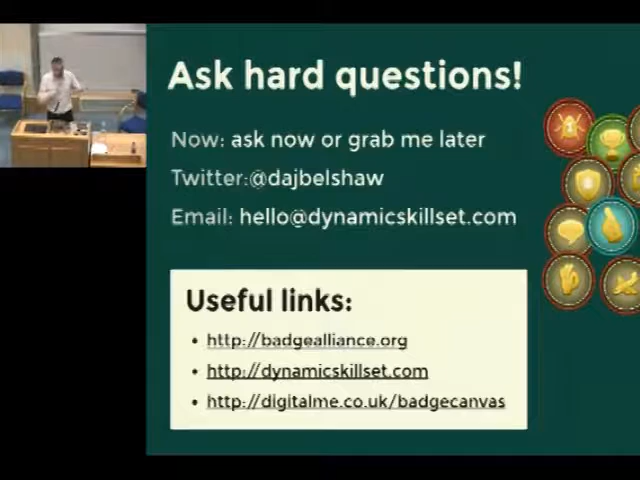 Ask hard questions!
Now: ask now or grab me later
Twitter:@dajbelshaw
Email: hello@dynamicskillset.com
Useful links:
• http://badgealliance.org
• http://dynamicskillset.com
• http://digitalme.co.uk/badgecanvas